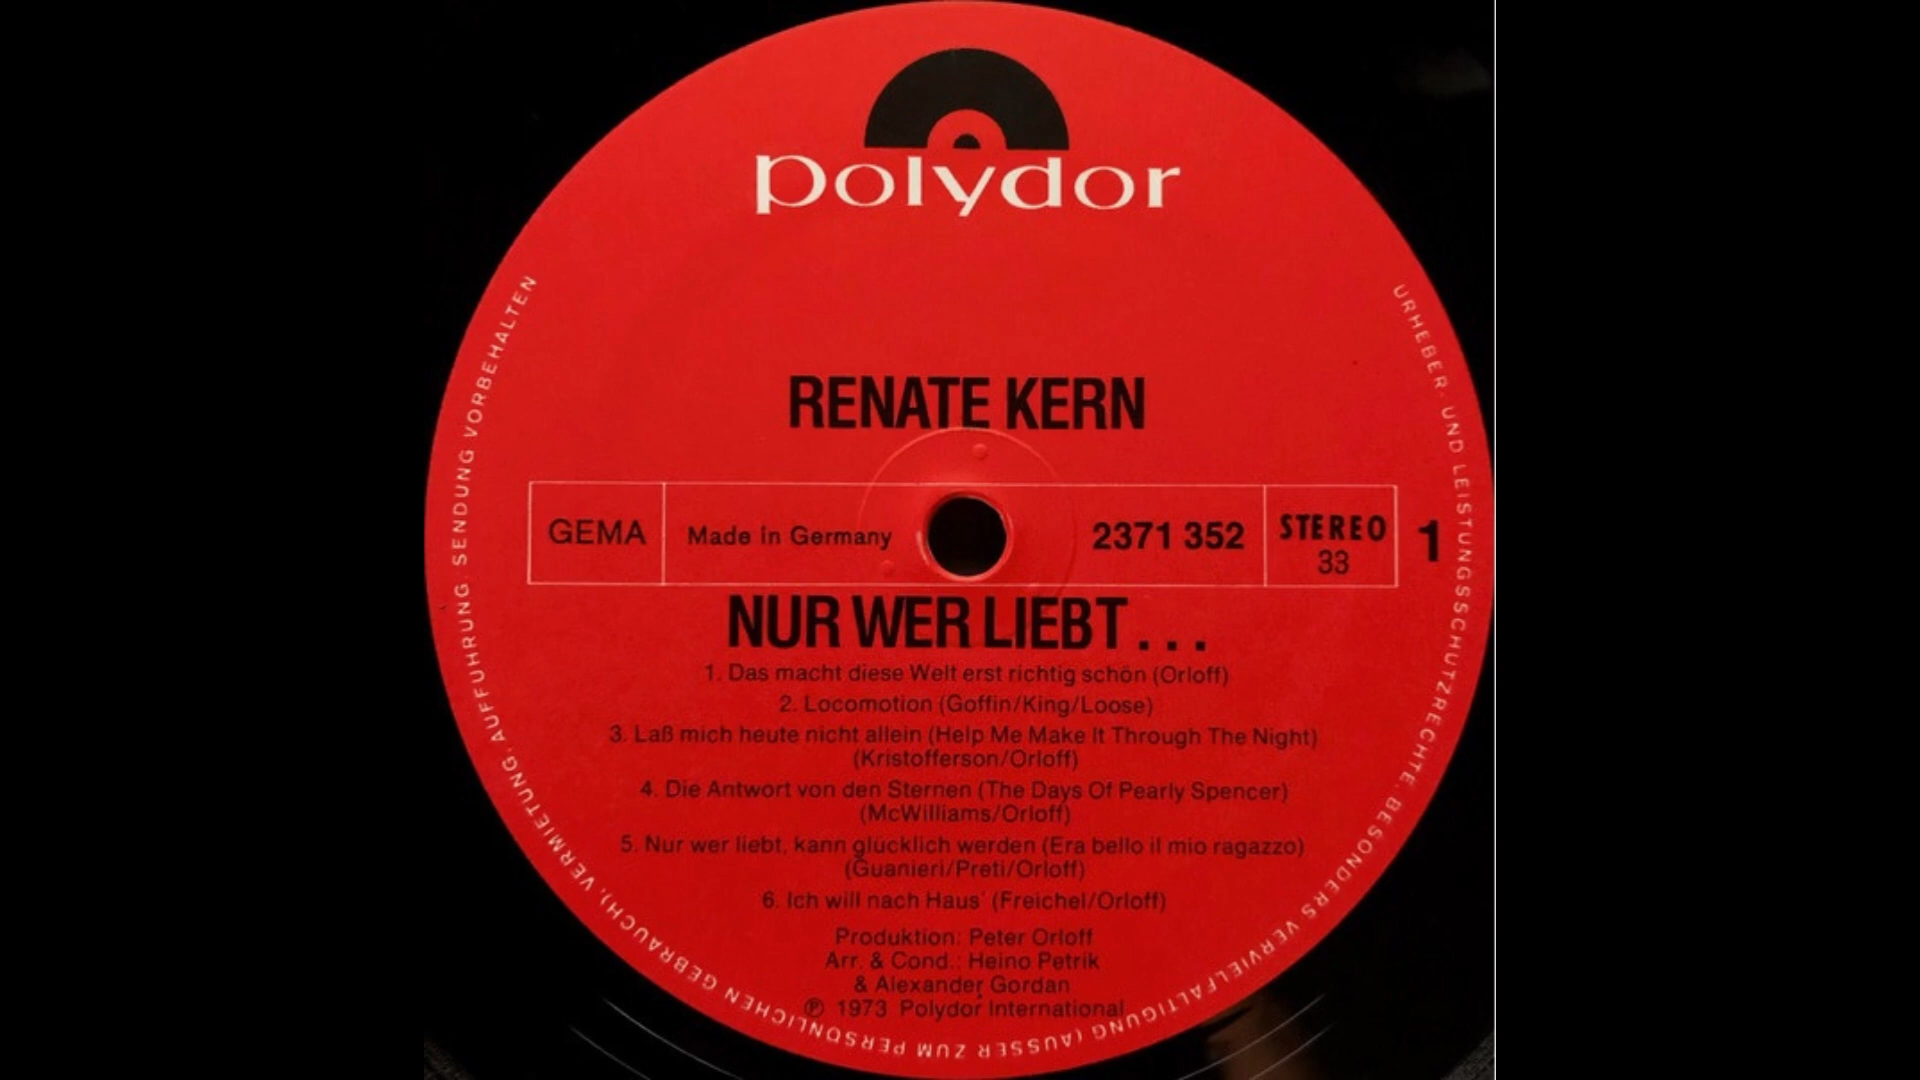 polydor
RENATE KERN
GEMA
Made in Germany
2371 352
STEREO
33
1
NUR WER LIEBT...
1. Das macht diese Welt erst richtig schön (Orloff)
2. Locomotion (Goffin/King/Loose)
3. Laß mich heute nicht allein (Help Me Make It Through The Night)
(Kristofferson/Orloff)
4. Die Antwort von den Sternen (The Days Of Pearly Spencer)
(McWilliams/Orloff)
5. Nur wer liebt, kann glücklich werden (Era bello il mio ragazzo)
(Guanieri/Preti/Orloff)
6. Ich will nach Haus' (Freichel/Orloff)
Produktion: Peter Orloff
Arr. & Cond.: Heino Petrik
& Alexander Gordan
℗ 1973 Polydor International
URHEBER- UND LEISTUNGSSCHUTZRECHTE, BESONDERS VERVIELFÄLTIGUNG (AUSSER ZUM PERSÖNLICHEN GEBRAUCH), VERMIETUNG, AUFFÜHRUNG, SENDUNG VORBEHALTEN